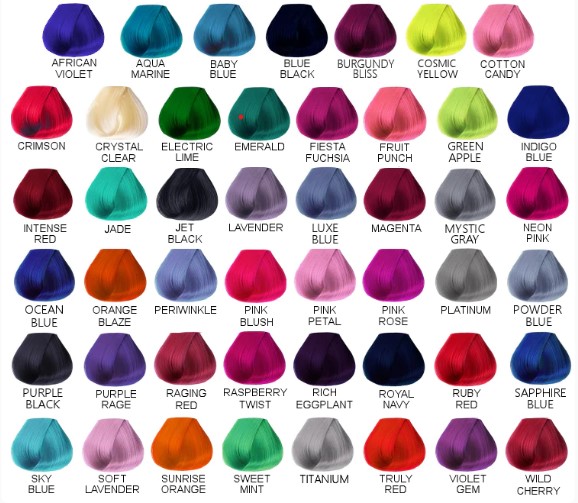 AFRICAN VIOLET
AQUA MARINE
BABY BLUE
BLUE BLACK
BURGUNDY BLISS
COSMIC YELLOW
COTTON CANDY
CRIMSON
CRYSTAL CLEAR
ELECTRIC LIME
EMERALD
FIESTA FUCHSIA
FRUIT PUNCH
GREEN APPLE
INDIGO BLUE
INTENSE RED
JADE
JET BLACK
LAVENDER
LUXE BLUE
MAGENTA
MYSTIC GRAY
NEON PINK
OCEAN BLUE
ORANGE BLAZE
PERIWINKLE
PINK BLUSH
PINK PETAL
PINK ROSE
PLATINUM
POWDER BLUE
PURPLE BLACK
PURPLE RAGE
RAGING RED
RASPBERRY TWIST
RICH EGGPLANT
ROYAL NAVY
RUBY RED
SAPPHIRE BLUE
SKY BLUE
SOFT LAVENDER
SUNRISE ORANGE
SWEET MINT
TITANIUM
TRULY RED
VIOLET GEM
WILD CHERRY